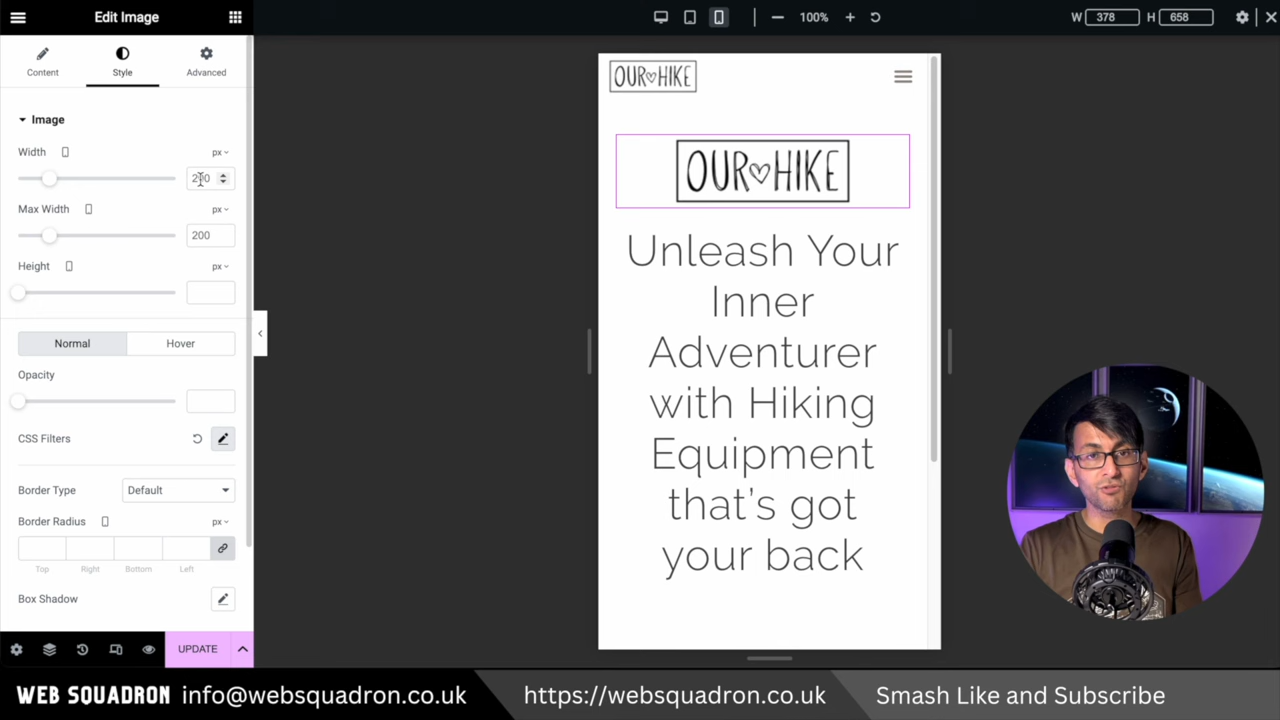 Edit Image
100%
W 378 H 658
Content
Style
Advanced
Image
Width px
Max Width px
200
Height px
Normal
Hover
Opacity
CSS Filters
Border Type Default
Border Radius px
Top Right Bottom Left
Box Shadow
UPDATE
OUR HIKE
OUR HIKE
Unleash Your
Inner
Adventurer
with Hiking
Equipment
that's got
your back
WEB SQUADRON info@websquadron.co.uk https://websquadron.co.uk Smash Like and Subscribe